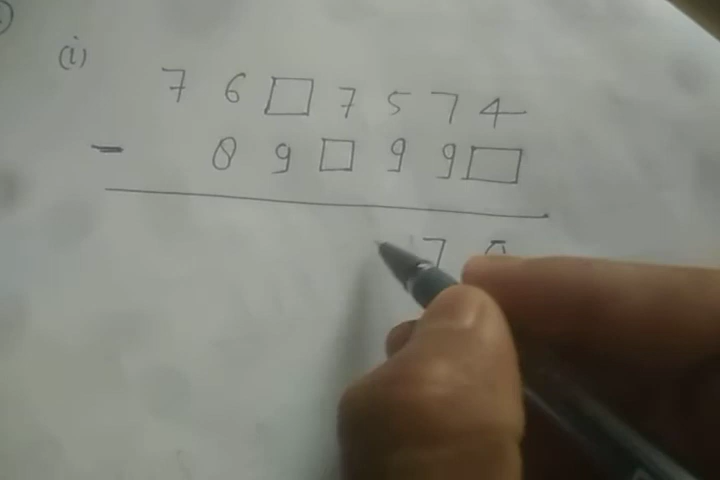 (i)
7 6 □ 7 5 7 4
- 8 9 □ 9 9 □
7